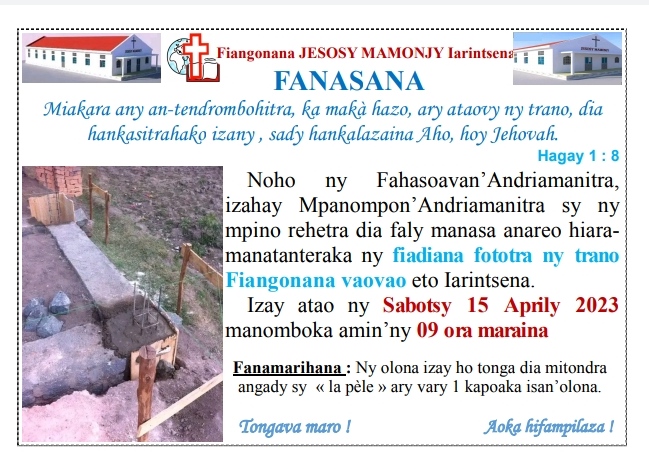 Fiangonana JESOSY MAMONJY Iarintsena
FANASANA
Miakara any an-tendrombohitra, ka makà hazo, ary ataovy ny trano, dia
hankasitrahako izany , sady hankalazaina Aho, hoy Jehovah.
Hagay 1 : 8
Noho ny Fahasoavan’Andriamanitra,
izahay Mpanompon’Andriamanitra sy ny
mpino rehetra dia faly manasa anareo hiara-
manatanteraka ny fiadiana fototra ny trano
Fiangonana vaovao eto Iarintsena.
Izay atao ny Sabotsy 15 Aprily 2023
manomboka amin’ny 09 ora maraina
Fanamarihana : Ny olona izay ho tonga dia mitondra
angady sy « la pèle » ary vary 1 kapoaka isan’olona.
Tongava maro !
Aoka hifampilaza !